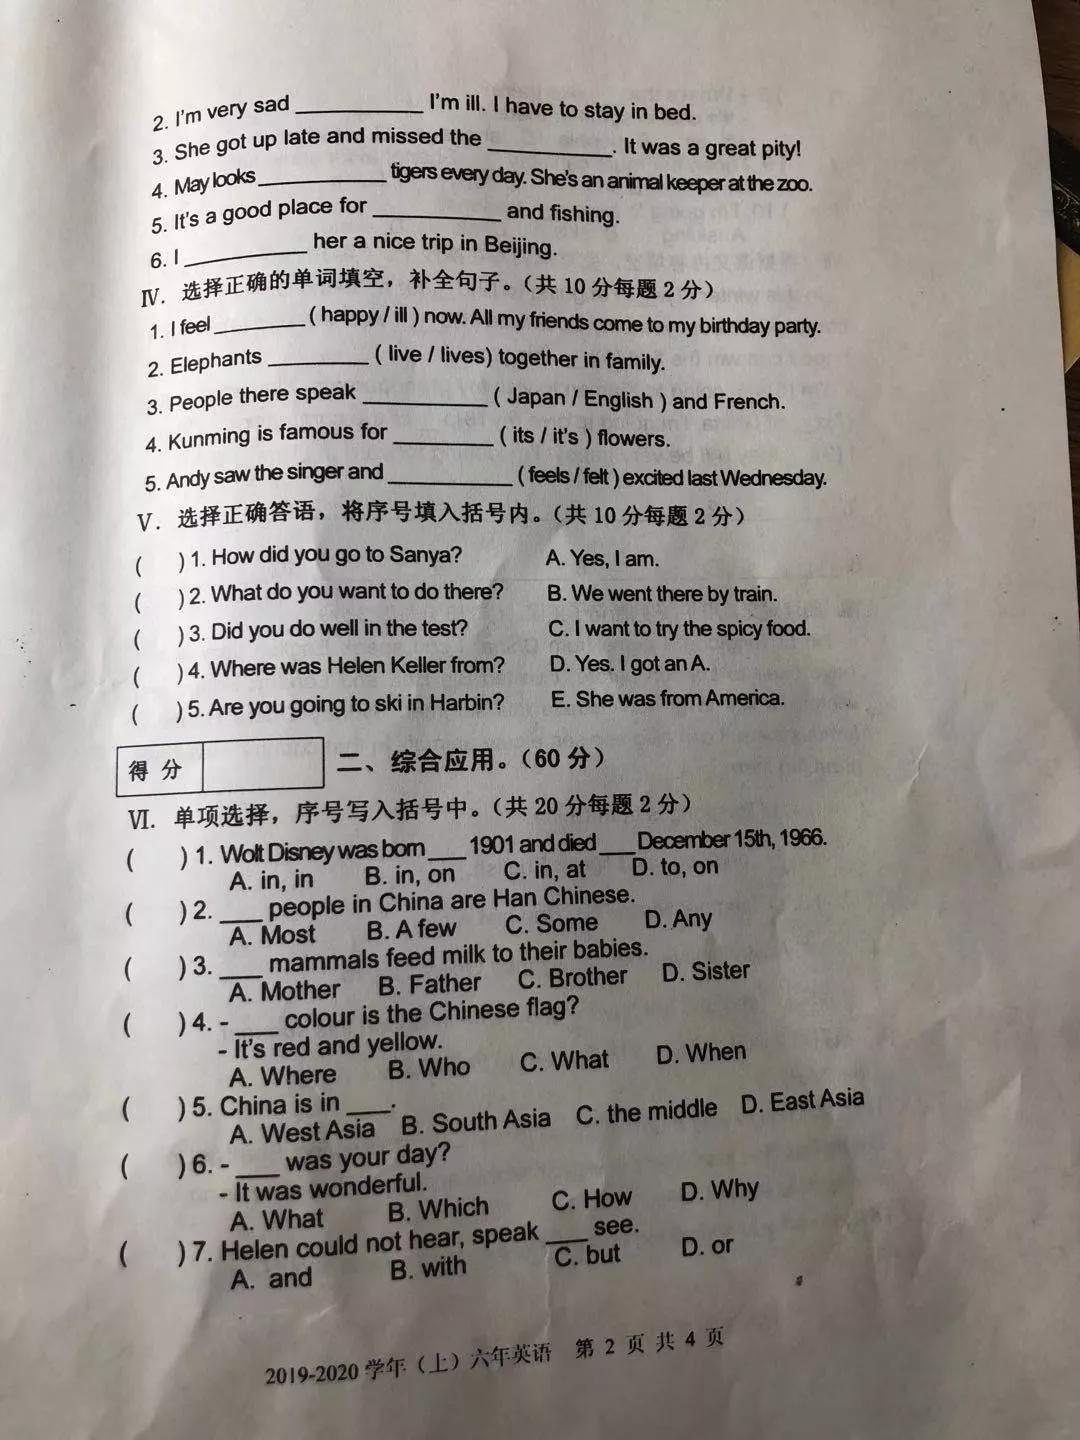 2. I'm very sad ____________ I'm ill. I have to stay in bed.
3. She got up late and missed the ____________. It was a great pity!
4. May looks ____________ tigers every day. She's an animal keeper at the zoo.
5. It's a good place for ____________ and fishing.
6. I ____________ her a nice trip in Beijing.
Ⅳ. 选择正确的单词填空，补全句子。（共 10 分每题 2 分）
1. I feel _________ ( happy / ill ) now. All my friends come to my birthday party.
2. Elephants __________ ( live / lives) together in family.
3. People there speak ____________ ( Japan / English ) and French.
4. Kunming is famous for __________ ( its / it's ) flowers.
5. Andy saw the singer and ____________ ( feels / felt ) excited last Wednesday.
Ⅴ. 选择正确答语，将序号填入括号内。（共 10 分每题 2 分）
( ) 1. How did you go to Sanya? A. Yes, I am.
( ) 2. What do you want to do there? B. We went there by train.
( ) 3. Did you do well in the test? C. I want to try the spicy food.
( ) 4. Where was Helen Keller from? D. Yes. I got an A.
( ) 5. Are you going to ski in Harbin? E. She was from America.
得 分 二、综合应用。（60 分）
Ⅵ. 单项选择，序号写入括号中。（共 20 分每题 2 分）
( ) 1. Wolt Disney was born ___ 1901 and died ___ December 15th, 1966.
A. in, in B. in, on C. in, at D. to, on
( ) 2. ___ people in China are Han Chinese.
A. Most B. A few C. Some D. Any
( ) 3. ___ mammals feed milk to their babies.
A. Mother B. Father C. Brother D. Sister
( ) 4. - ___ colour is the Chinese flag?
- It's red and yellow.
A. Where B. Who C. What D. When
( ) 5. China is in ___.
A. West Asia B. South Asia C. the middle D. East Asia
( ) 6. - ___ was your day?
- It was wonderful.
A. What B. Which C. How D. Why
( ) 7. Helen could not hear, speak ___ see.
A. and B. with C. but D. or
2019-2020 学年（上）六年英语 第 2 页 共 4 页